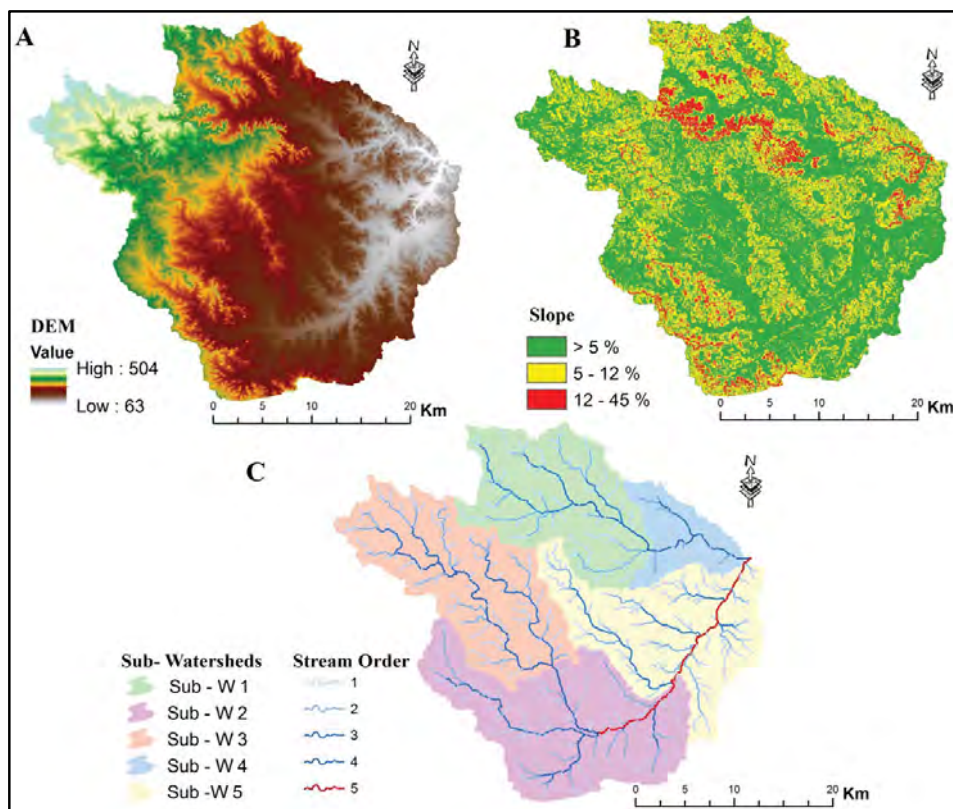 A
N
DEM
Value
High : 504
Low : 63
0 5 10 20
Km
B
N
Slope
> 5 %
5 - 12 %
12 - 45 %
0 5 10 20
Km
C
N
Sub- Watersheds
Sub - W 1
Sub - W 2
Sub - W 3
Sub - W 4
Sub -W 5
Stream Order
1
2
3
4
5
0 5 10 20
Km